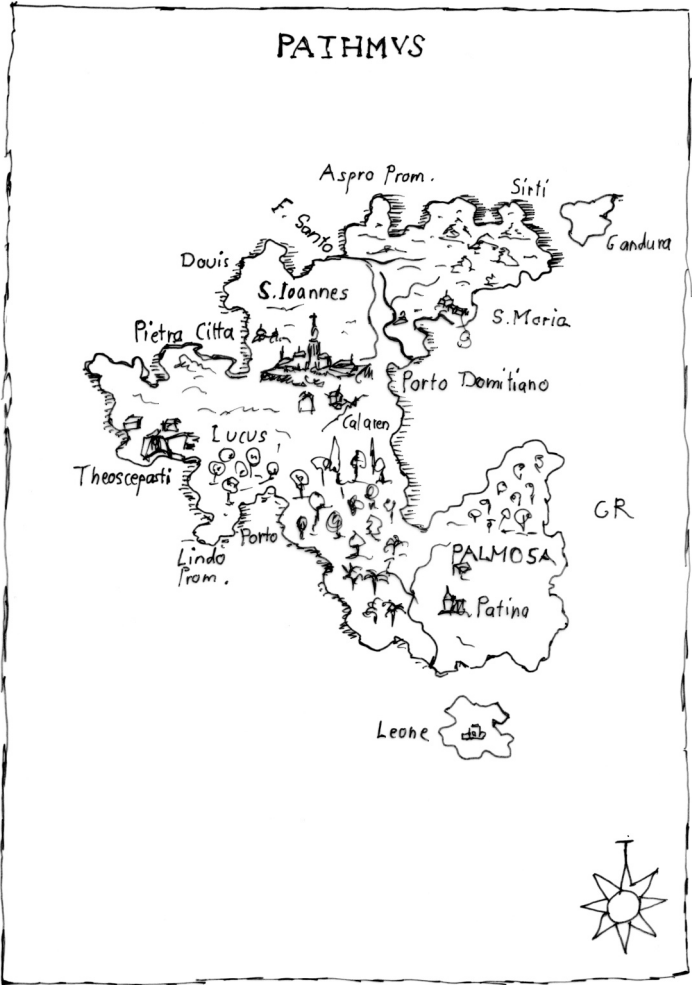 PATHMVS
Aspro Prom.
Sirti
F. Santo
Gandura
Dovis
S. Ioannes
S. Maria
Pietra Citta
Porto Domitiano
Calaren
Lucus
Theoscepasti
GR
Porto
PALMOSA
Lindo
Prom.
Patina
Leone
T